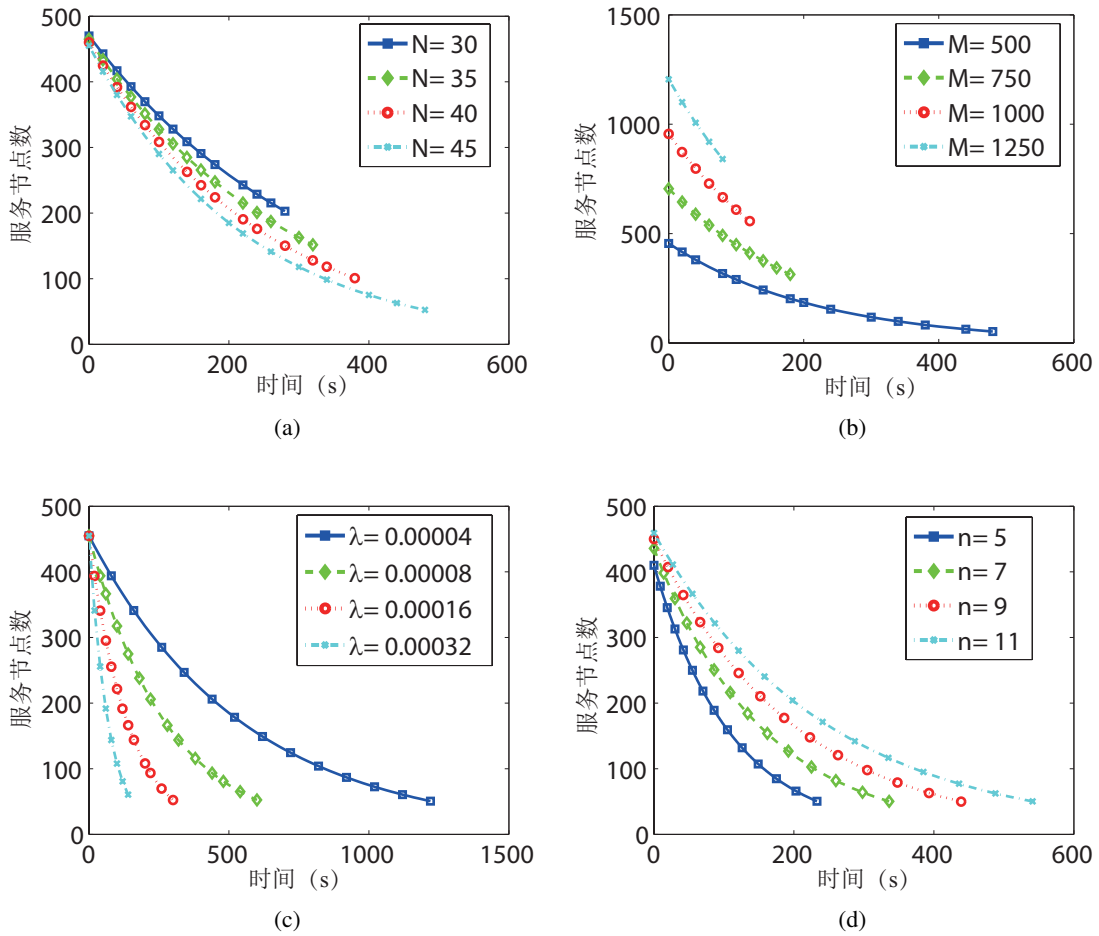 500
400
300
200
100
0
服务节点数
0
200
400
600
时间 (s)
N= 30
N= 35
N= 40
N= 45
(a)
1500
1000
500
0
服务节点数
0
200
400
600
时间 (s)
M= 500
M= 750
M= 1000
M= 1250
(b)
500
400
300
200
100
0
服务节点数
0
500
1000
1500
时间 (s)
λ= 0.00004
λ= 0.00008
λ= 0.00016
λ= 0.00032
(c)
500
400
300
200
100
0
服务节点数
0
200
400
600
时间 (s)
n= 5
n= 7
n= 9
n= 11
(d)